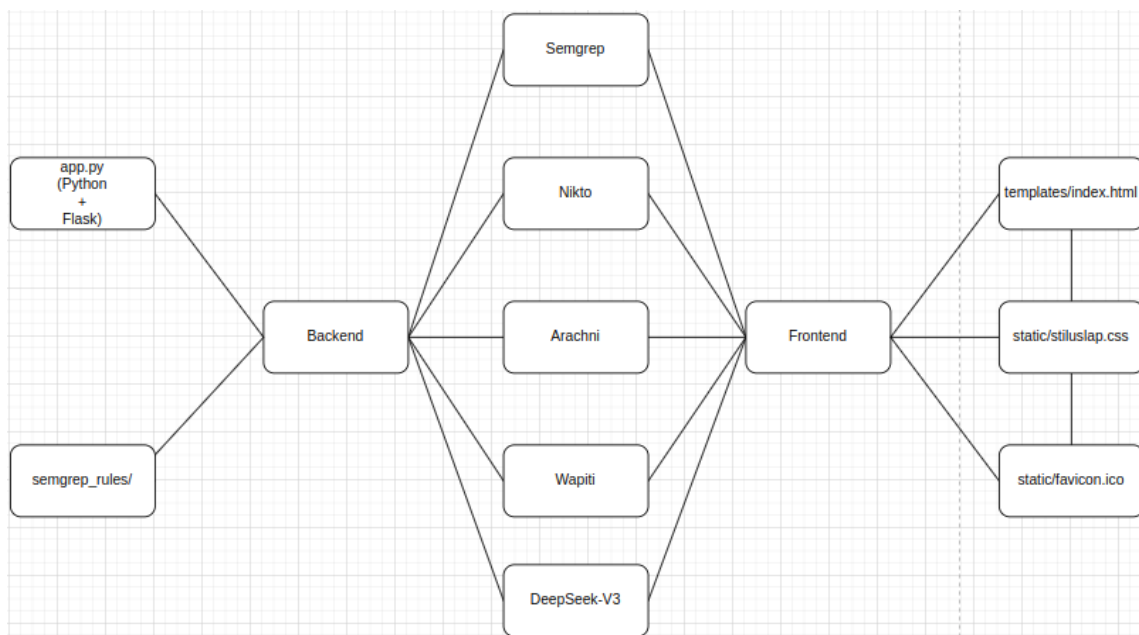 Semgrep
app.py
(Python
+
Flask)
Nikto
templates/index.html
Backend
Arachni
Frontend
static/stiluslap.css
semgrep_rules/
Wapiti
static/favicon.ico
DeepSeek-V3